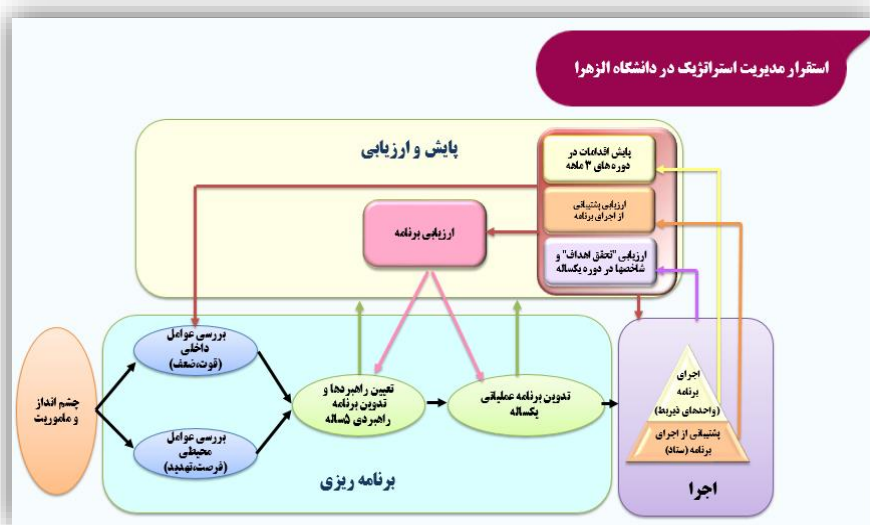 استقرار مدیریت استراتژیک در دانشگاه الزهرا
پایش و ارزیابی
پایش اقدامات در
دوره های ۳ ماهه
ارزیابی پشتیبانی
از اجرای برنامه
ارزیابی "تحقق اهداف" و
شاخصها در دوره یکساله
ارزیابی برنامه
چشم انداز
و ماموریت
بررسی عوامل
داخلی
(قوت،ضعف)
بررسی عوامل
محیطی
(فرصت،تهدید)
تعیین راهبردها و
تدوین برنامه
راهبردی ۵ساله
تدوین برنامه عملیاتی
یکساله
برنامه ریزی
اجرای
برنامه
(واحدهای ذیربط)
پشتیبانی از اجرای
برنامه (ستاد)
اجرا